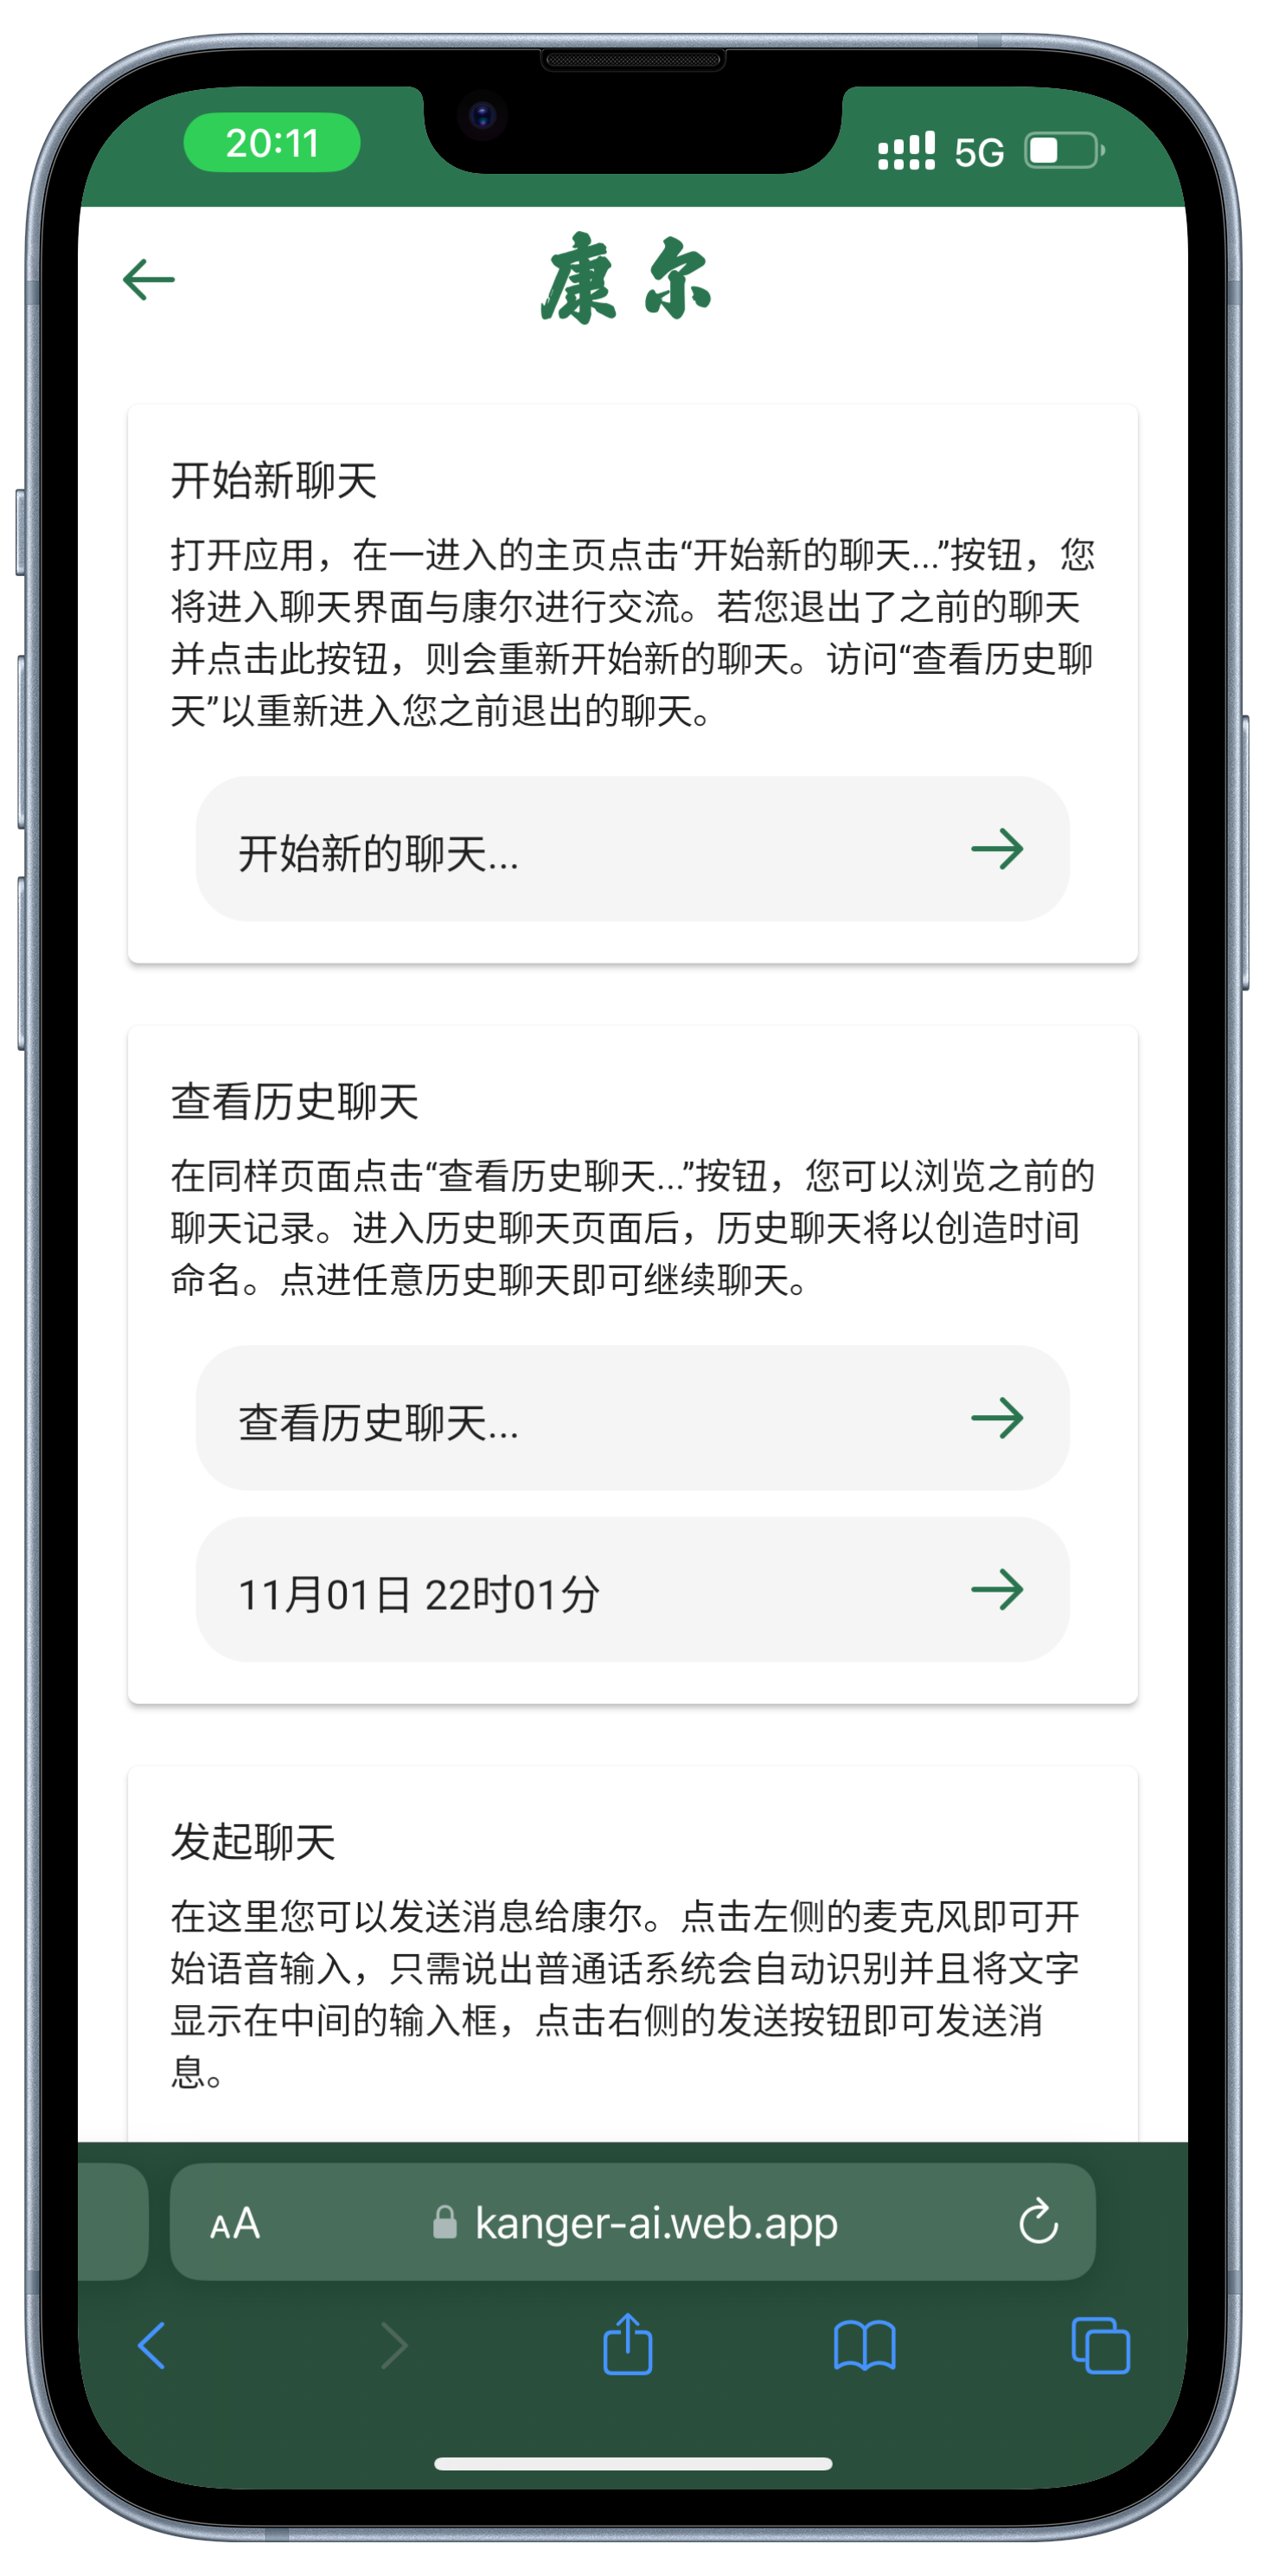 20:11
5G
康尔
开始新聊天
打开应用，在一进入的主页点击“开始新的聊天...”按钮，您
将进入聊天界面与康尔进行交流。若您退出了之前的聊天
并点击此按钮，则会重新开始新的聊天。访问“查看历史聊
天”以重新进入您之前退出的聊天。
开始新的聊天...
查看历史聊天
在同样页面点击“查看历史聊天...”按钮，您可以浏览之前的
聊天记录。进入历史聊天页面后，历史聊天将以创造时间
命名。点进任意历史聊天即可继续聊天。
查看历史聊天...
11月01日 22时01分
发起聊天
在这里您可以发送消息给康尔。点击左侧的麦克风即可开
始语音输入，只需说出普通话系统会自动识别并且将文字
显示在中间的输入框，点击右侧的发送按钮即可发送消
息。
AA
kanger-ai.web.app